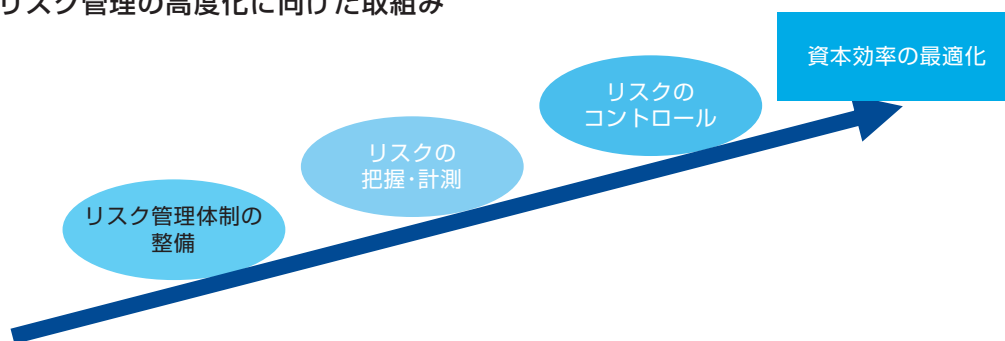 リスク管理の高度化に向けた取組み
資本効率の最適化
リスクの
コントロール
リスクの
把握・計測
リスク管理体制の
整備